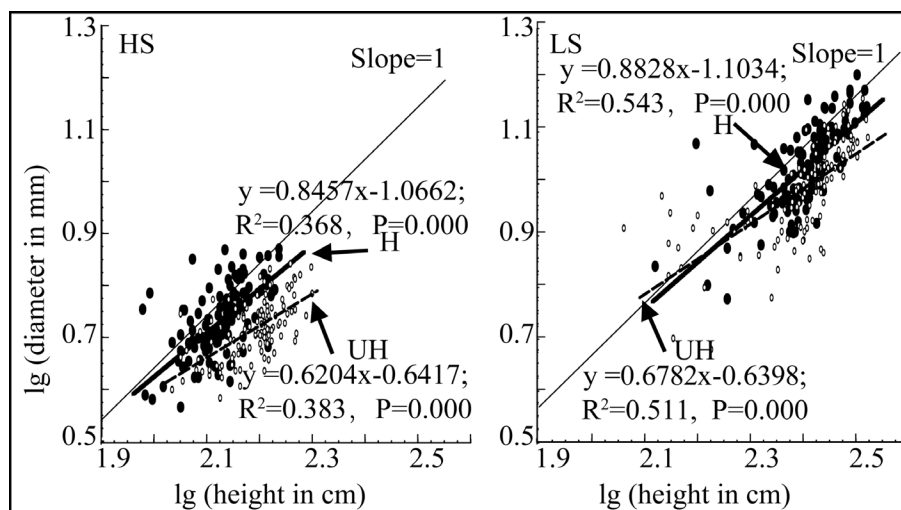 HS
Slope=1
y =0.8457x-1.0662;
R²=0.368, P=0.000
H
UH
y =0.6204x-0.6417;
R²=0.383, P=0.000
lg (diameter in mm)
1.3
1.1
0.9
0.7
0.5
1.9
2.1
2.3
2.5
lg (height in cm)
LS
Slope=1
y =0.8828x-1.1034;
R²=0.543, P=0.000
H
UH
y =0.6782x-0.6398;
R²=0.511, P=0.000
1.3
1.1
0.9
0.7
0.5
1.9
2.1
2.3
2.5
lg (height in cm)